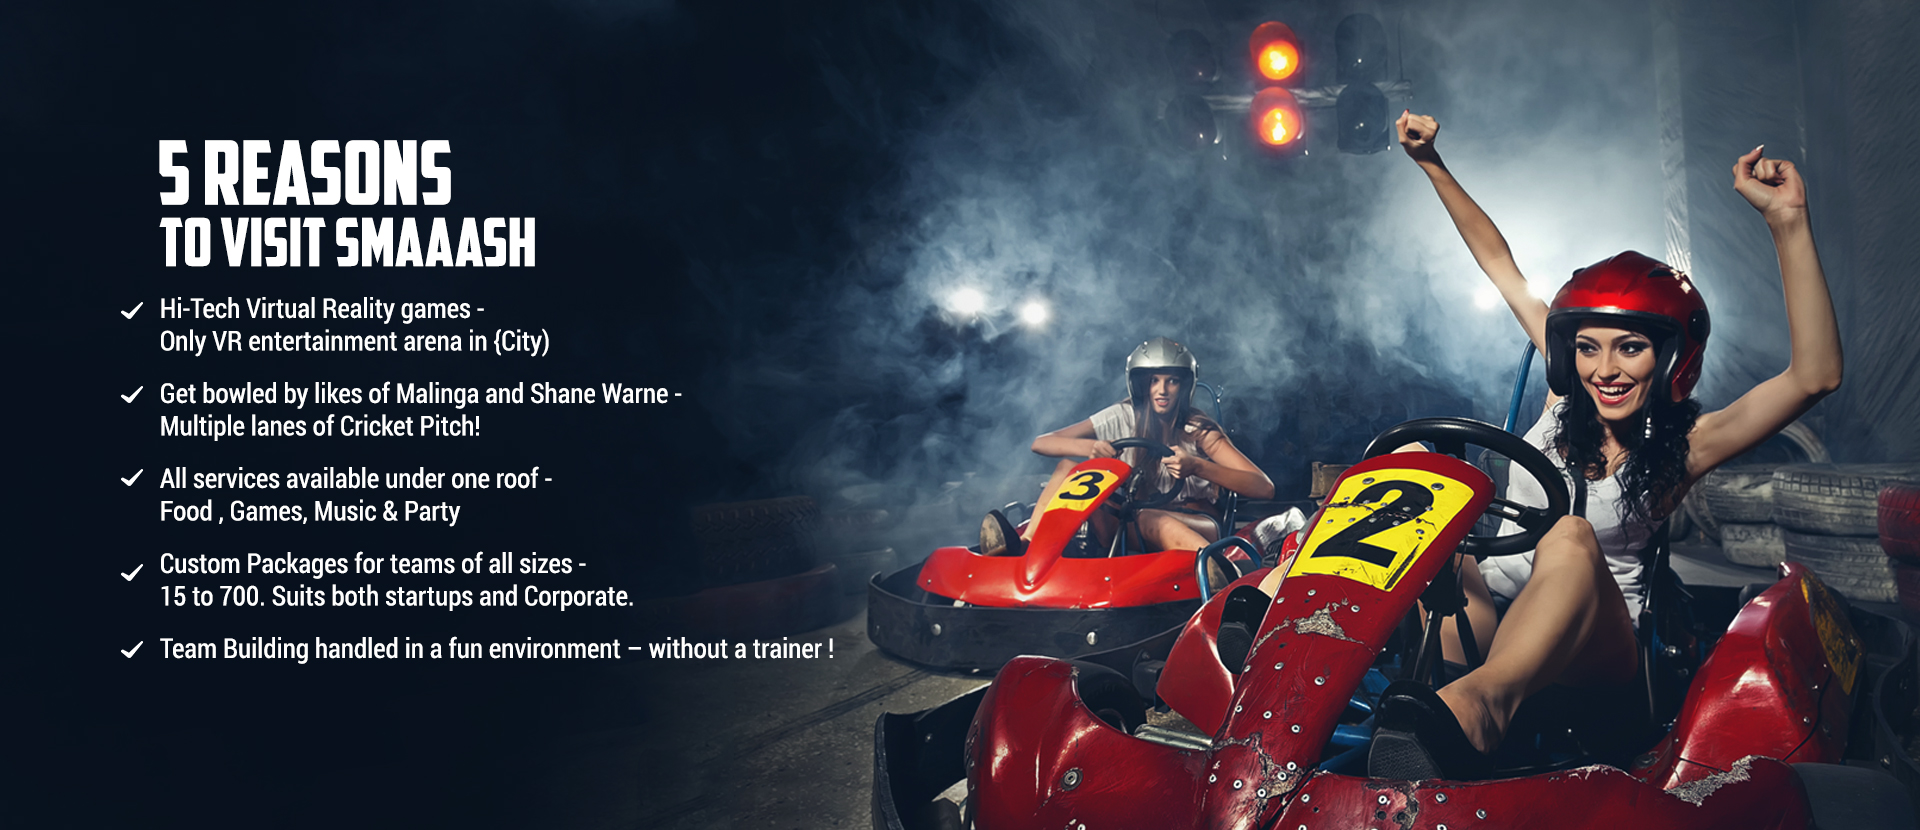 5 REASONS
TO VISIT SMAAASH
Hi-Tech Virtual Reality games -
Only VR entertainment arena in {City)
Get bowled by likes of Malinga and Shane Warne -
Multiple lanes of Cricket Pitch!
All services available under one roof -
Food , Games, Music & Party
Custom Packages for teams of all sizes -
15 to 700. Suits both startups and Corporate.
Team Building handled in a fun environment – without a trainer !
3
2